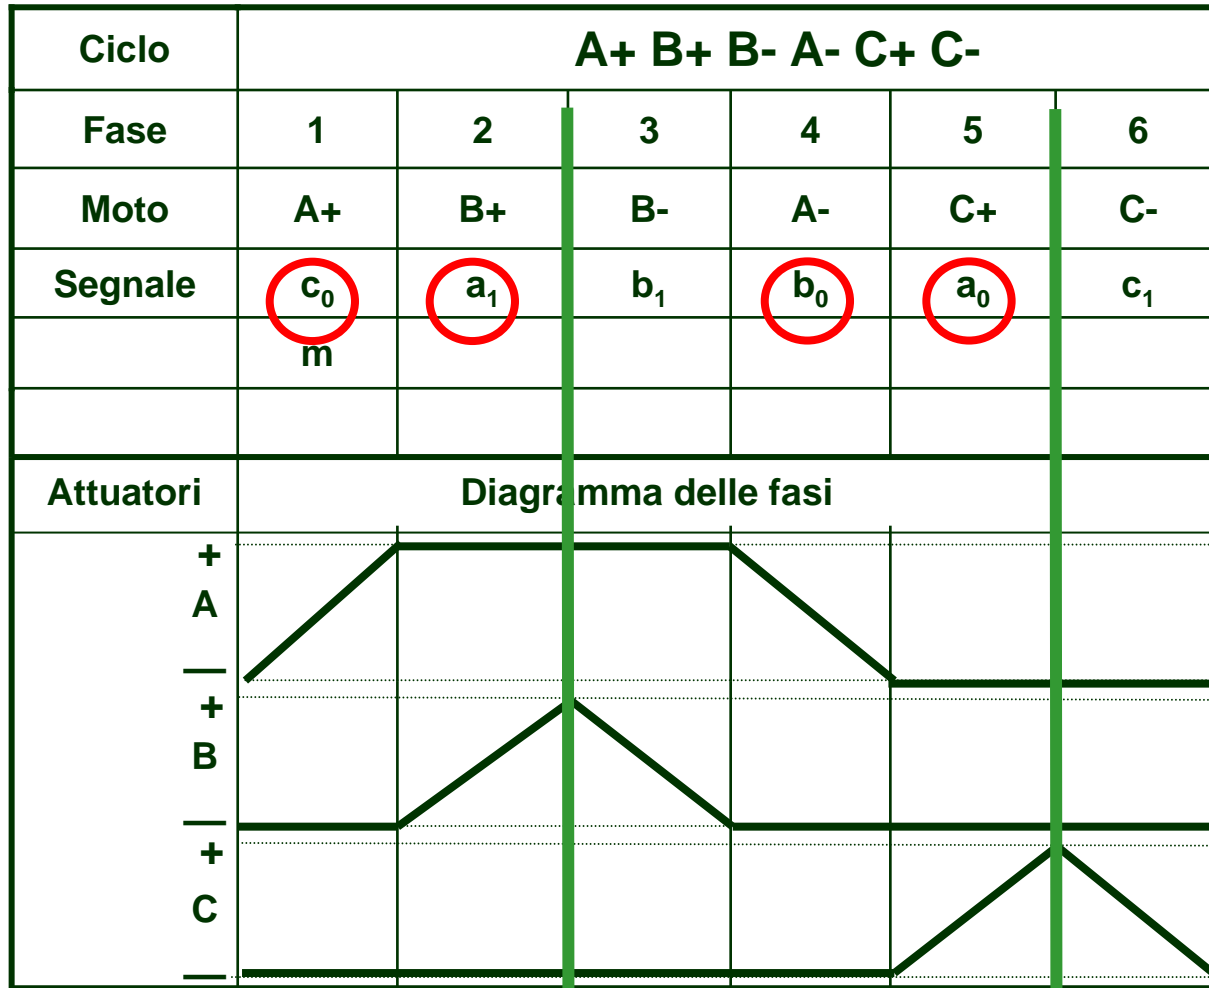 Ciclo A+ B+ B- A- C+ C-
Fase 1 2 3 4 5 6
Moto A+ B+ B- A- C+ C-
Segnale c₀ a₁ b₁ b₀ a₀ c₁
m
Attuatori Diagramma delle fasi
+
A
—
+
B
—
+
C
—